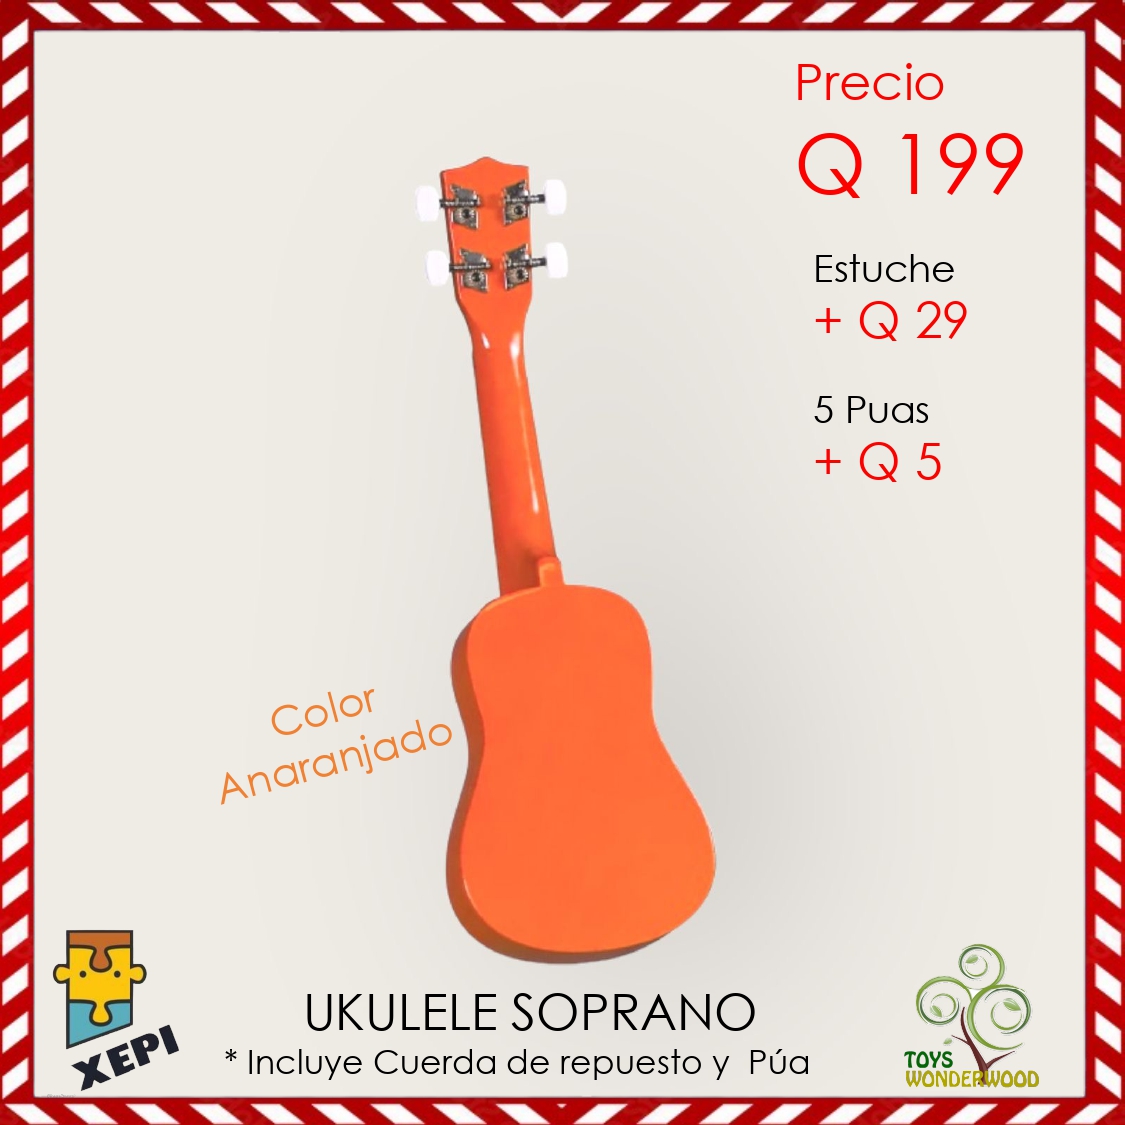 Precio
Q 199
Estuche
+ Q 29
5 Puas
+ Q 5
Color
Anaranjado
UKULELE SOPRANO
* Incluye Cuerda de repuesto y Púa
XEPI
TOYS
WONDERWOOD